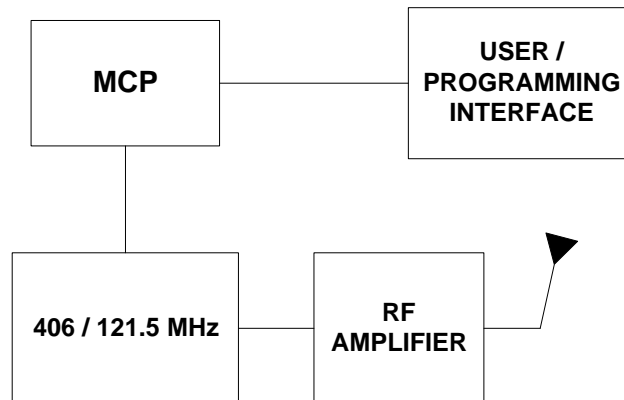 MCP
USER /
PROGRAMMING
INTERFACE
406 / 121.5 MHz
RF
AMPLIFIER